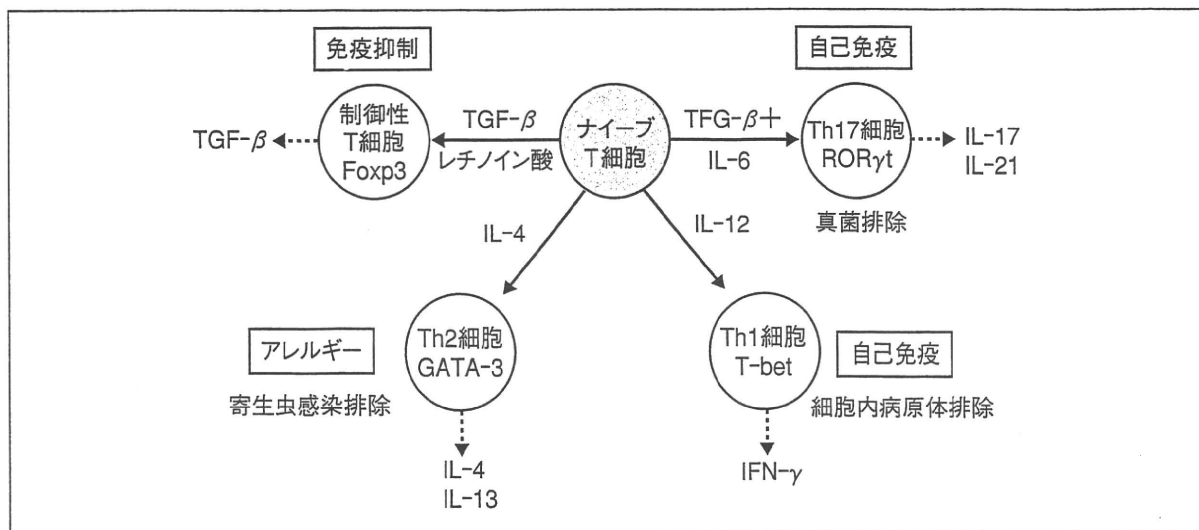 免疫抑制
自己免疫
制御性
T細胞
Foxp3
TGF-β
TGF-β
レチノイン酸
ナイーブ
T細胞
TFG-β＋
IL-6
Th17細胞
RORγt
IL-17
IL-21
真菌排除
IL-4
IL-12
アレルギー
寄生虫感染排除
Th2細胞
GATA-3
Th1細胞
T-bet
自己免疫
細胞内病原体排除
IL-4
IL-13
IFN-γ